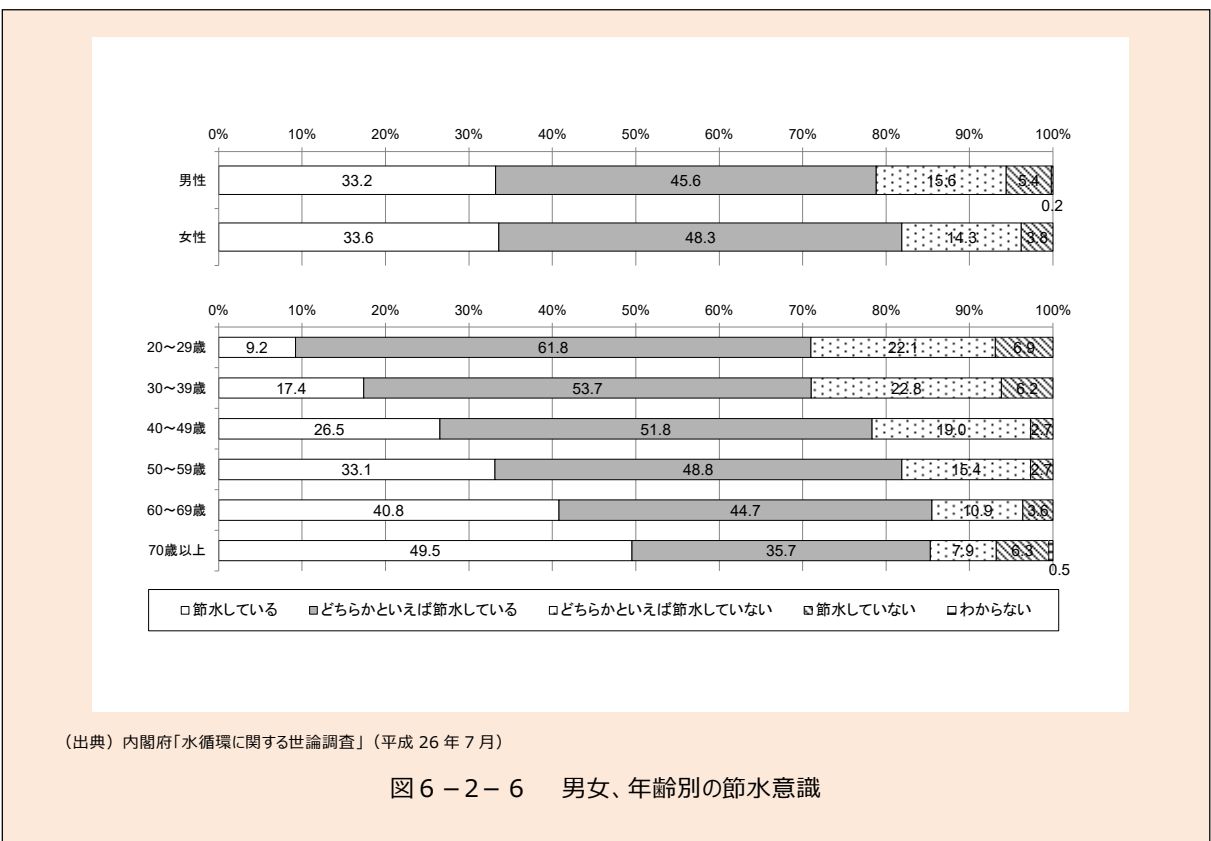 0% 10% 20% 30% 40% 50% 60% 70% 80% 90% 100%
男性 33.2 45.6 15.6 5.4
0.2
女性 33.6 48.3 14.3 3.8
0% 10% 20% 30% 40% 50% 60% 70% 80% 90% 100%
20～29歳 9.2 61.8 22.1 6.9
30～39歳 17.4 53.7 22.8 6.2
40～49歳 26.5 51.8 19.0 2.7
50～59歳 33.1 48.8 15.4 2.7
60～69歳 40.8 44.7 10.9 3.6
70歳以上 49.5 35.7 7.9 6.3
0.5
節水している どちらかといえば節水している どちらかといえば節水していない 節水していない わからない
（出典）内閣府「水循環に関する世論調査」（平成 26 年 7 月）
図６－２－６　男女、年齢別の節水意識